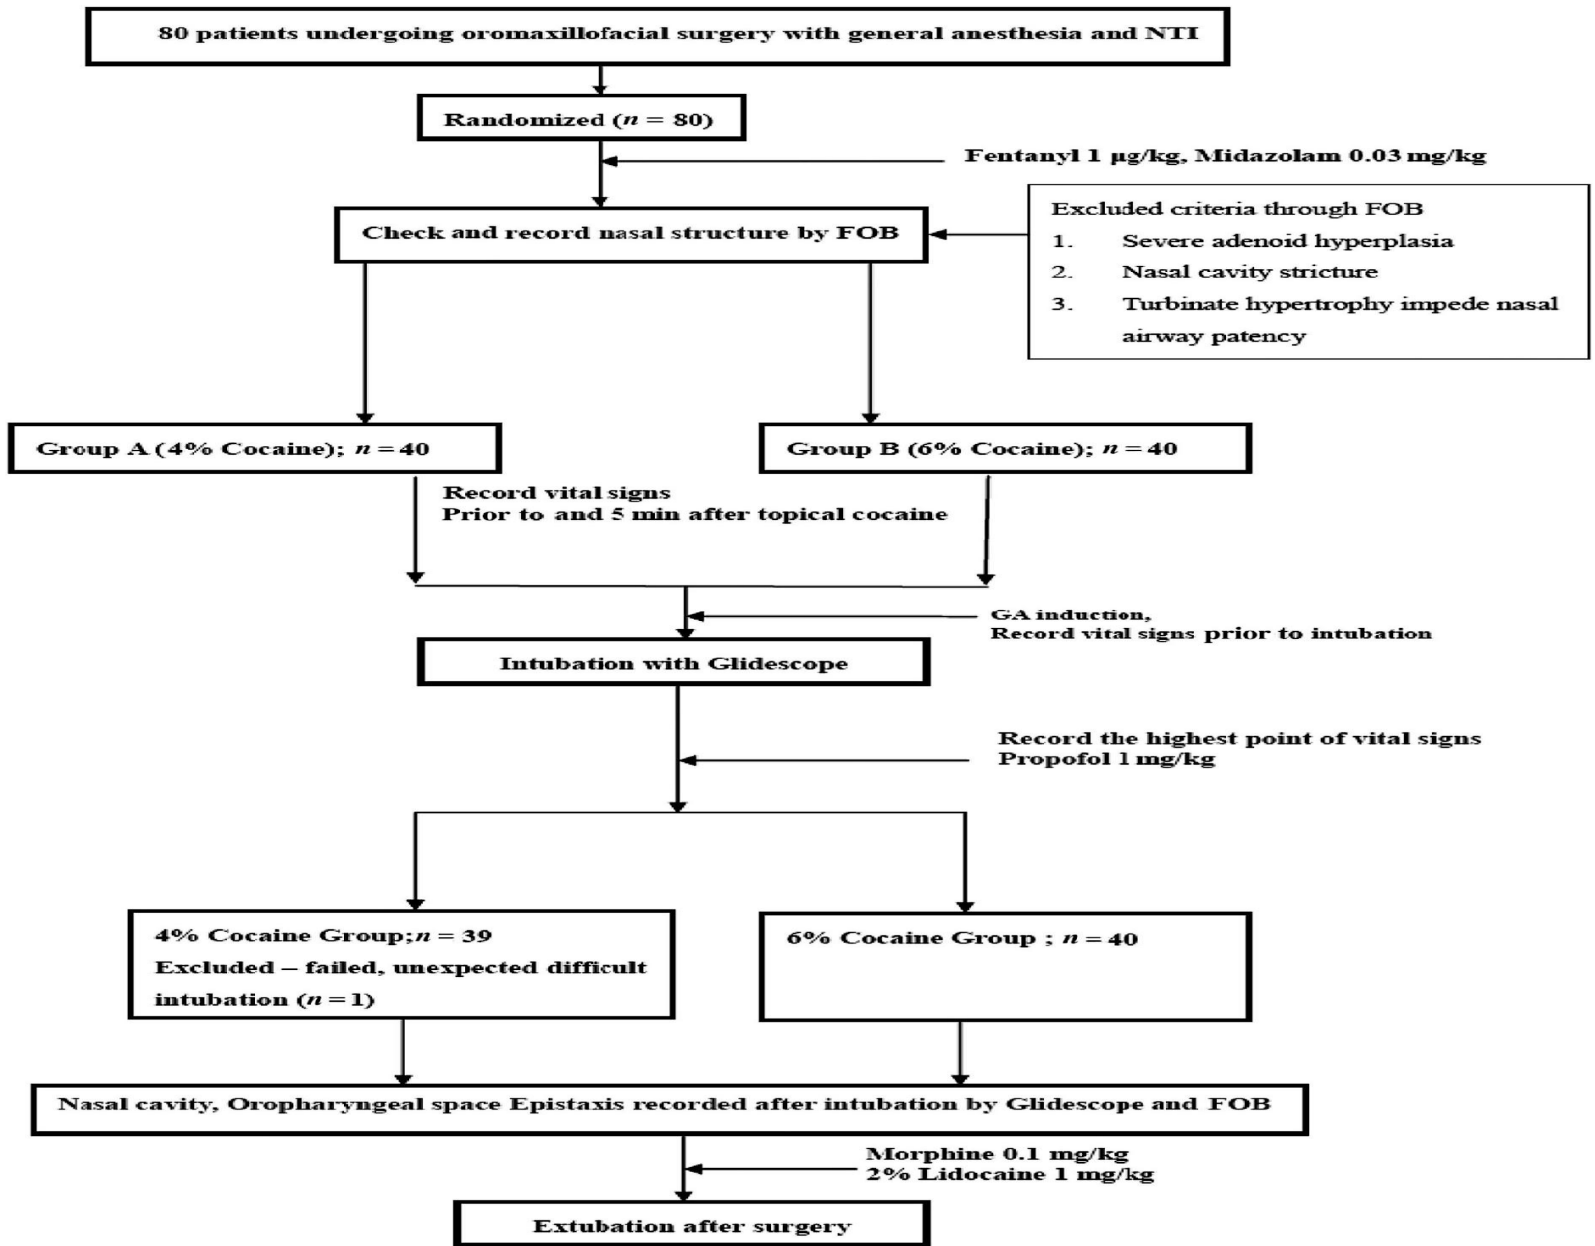 80 patients undergoing oromaxillofacial surgery with general anesthesia and NTI
Randomized (n = 80)
Fentanyl 1 µg/kg, Midazolam 0.03 mg/kg
Check and record nasal structure by FOB
Excluded criteria through FOB
1. Severe adenoid hyperplasia
2. Nasal cavity stricture
3. Turbinate hypertrophy impede nasal
airway patency
Group A (4% Cocaine); n = 40
Group B (6% Cocaine); n = 40
Record vital signs
Prior to and 5 min after topical cocaine
GA induction,
Record vital signs prior to intubation
Intubation with Glidescope
Record the highest point of vital signs
Propofol 1 mg/kg
4% Cocaine Group;n = 39
Excluded – failed, unexpected difficult
intubation (n = 1)
6% Cocaine Group ; n = 40
Nasal cavity, Oropharyngeal space Epistaxis recorded after intubation by Glidescope and FOB
Morphine 0.1 mg/kg
2% Lidocaine 1 mg/kg
Extubation after surgery